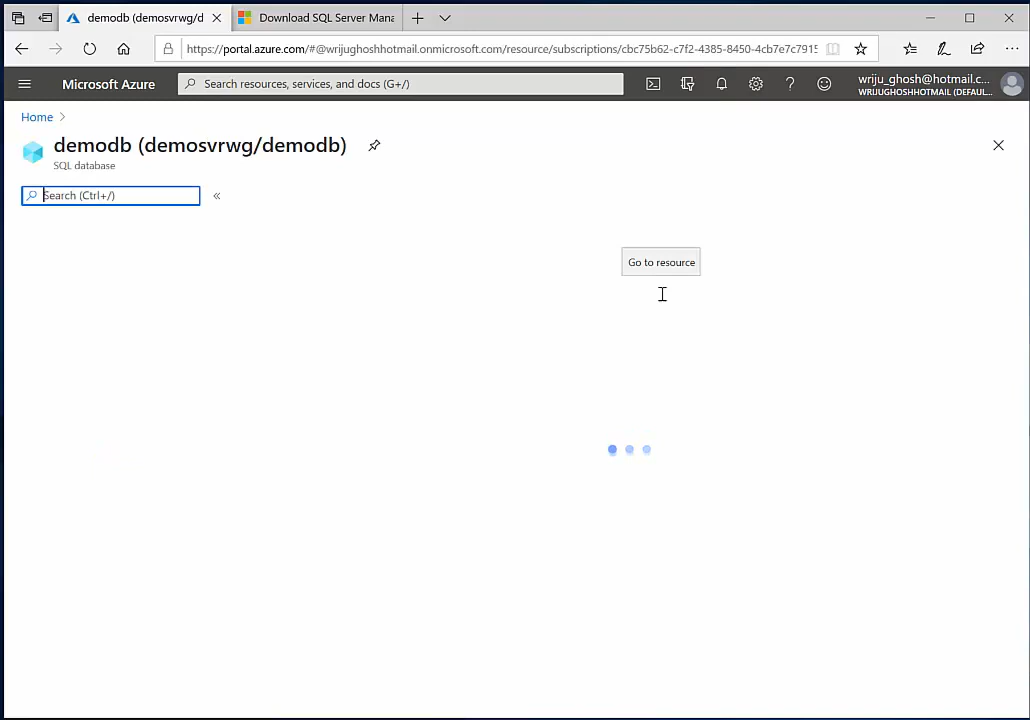 demodb (demosvrwg/d
Download SQL Server Mana
https://portal.azure.com/#@wrijughoshhotmail.onmicrosoft.com/resource/subscriptions/cbc75b62-c7f2-4385-8450-4cb7e7c7915
Microsoft Azure
Search resources, services, and docs (G+/)
wriju_ghosh@hotmail.c...
WRIJUGHOSHHOTMAIL (DEFAUL...
Home
demodb (demosvrwg/demodb)
SQL database
Search (Ctrl+/)
Go to resource